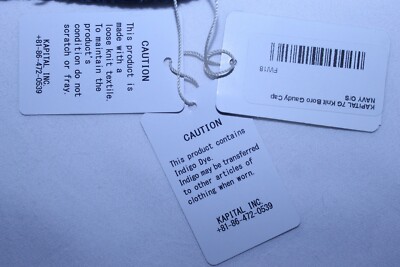 CAUTION
This product is
made with a
loose knit textile.
To maintain the
product's
condition do not
scratch or fray.
KAPITAL INC.
+81-86-472-0539
CAUTION
This product contains
Indigo Dye.
Indigo may be transferred
to other articles of
clothing when worn.
KAPITAL INC.
+81-86-472-0539
FW18
KAPITAL 7G Knit Boro Gaudy Cap
NAVY O/S